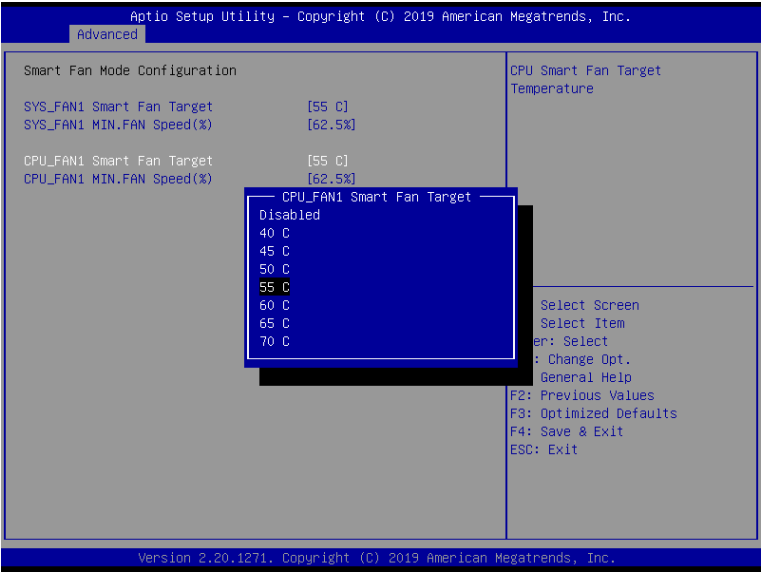 Aptio Setup Utility – Copyright (C) 2019 American Megatrends, Inc.
Advanced
Smart Fan Mode Configuration
SYS_FAN1 Smart Fan Target [55 C]
SYS_FAN1 MIN.FAN Speed(%) [62.5%]
CPU_FAN1 Smart Fan Target [55 C]
CPU_FAN1 MIN.FAN Speed(%) [62.5%]
CPU_FAN1 Smart Fan Target
Disabled
40 C
45 C
50 C
55 C
60 C
65 C
70 C
CPU Smart Fan Target
Temperature
Select Screen
Select Item
er: Select
: Change Opt.
General Help
F2: Previous Values
F3: Optimized Defaults
F4: Save & Exit
ESC: Exit
Version 2.20.1271. Copyright (C) 2019 American Megatrends, Inc.